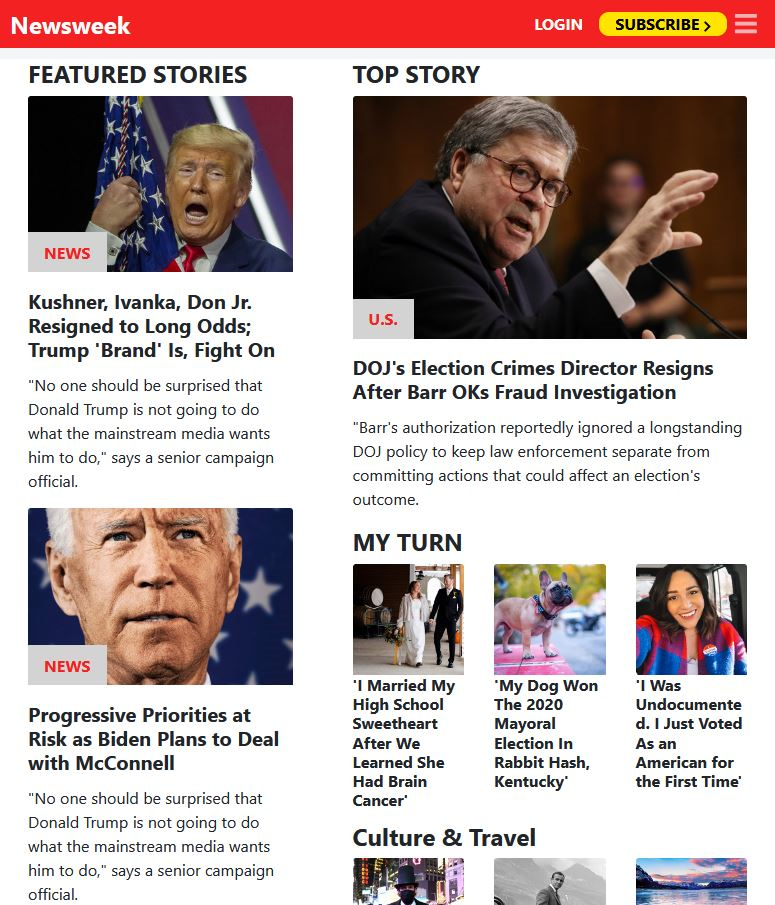 Newsweek
LOGIN
SUBSCRIBE ›
FEATURED STORIES
NEWS
Kushner, Ivanka, Don Jr.
Resigned to Long Odds;
Trump 'Brand' Is, Fight On
"No one should be surprised that
Donald Trump is not going to do
what the mainstream media wants
him to do," says a senior campaign
official.
NEWS
Progressive Priorities at
Risk as Biden Plans to Deal
with McConnell
"No one should be surprised that
Donald Trump is not going to do
what the mainstream media wants
him to do," says a senior campaign
official.
TOP STORY
U.S.
DOJ's Election Crimes Director Resigns
After Barr OKs Fraud Investigation
"Barr's authorization reportedly ignored a longstanding
DOJ policy to keep law enforcement separate from
committing actions that could affect an election's
outcome.
MY TURN
'I Married My
High School
Sweetheart
After We
Learned She
Had Brain
Cancer'
'My Dog Won
The 2020
Mayoral
Election In
Rabbit Hash,
Kentucky'
'I Was
Undocumente
d. I Just Voted
As an
American for
the First Time'
Culture & Travel